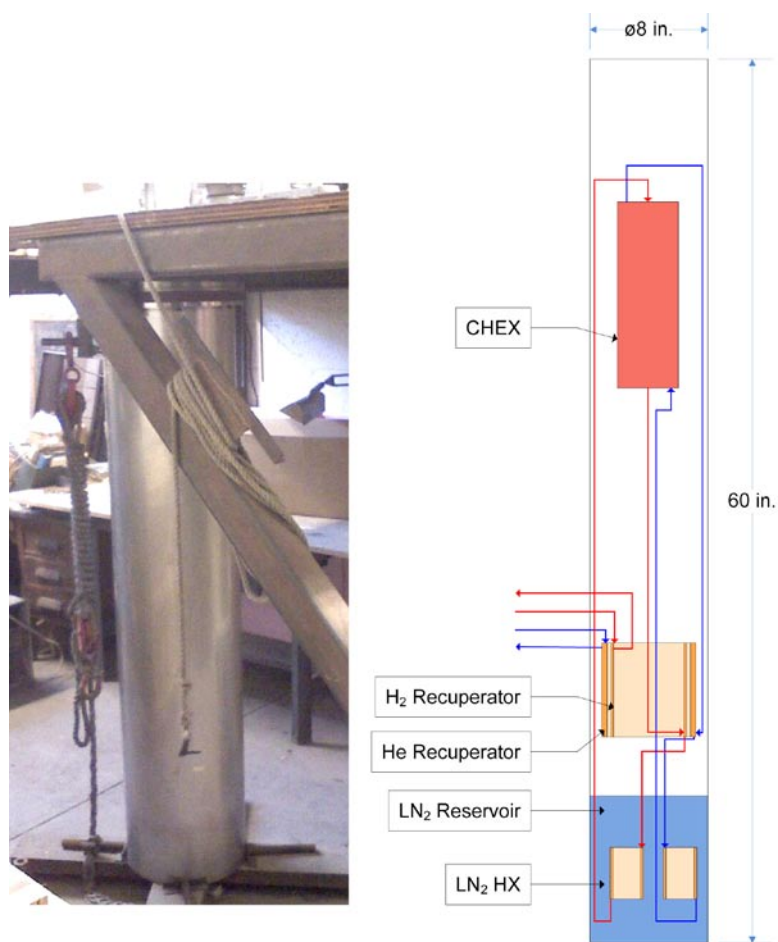 ø8 in.
CHEX
60 in.
H₂ Recuperator
He Recuperator
LN₂ Reservoir
LN₂ HX